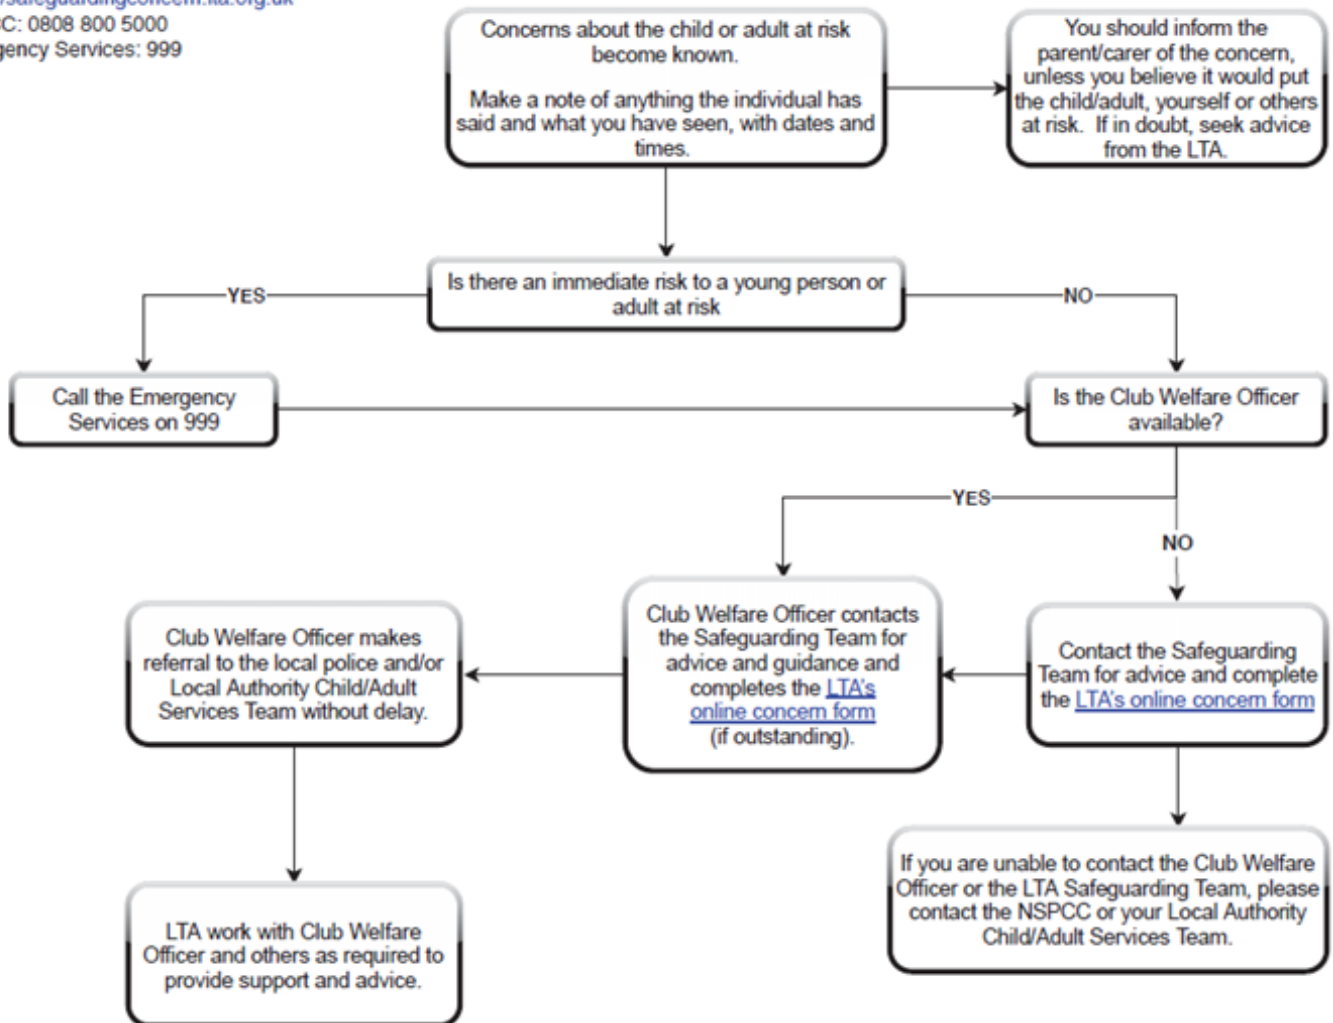 safeguardingconcern.lta.org.uk
C: 0808 800 5000
gency Services: 999
Concerns about the child or adult at risk
become known.
Make a note of anything the individual has
said and what you have seen, with dates and
times.
You should inform the
parent/carer of the concern,
unless you believe it would put
the child/adult, yourself or others
at risk. If in doubt, seek advice
from the LTA.
Is there an immediate risk to a young person or
adult at risk
YES
NO
Call the Emergency
Services on 999
Is the Club Welfare Officer
available?
YES
NO
Club Welfare Officer makes
referral to the local police and/or
Local Authority Child/Adult
Services Team without delay.
Club Welfare Officer contacts
the Safeguarding Team for
advice and guidance and
completes the LTA's
online concern form
(if outstanding).
Contact the Safeguarding
Team for advice and complete
the LTA's online concern form
If you are unable to contact the Club Welfare
Officer or the LTA Safeguarding Team, please
contact the NSPCC or your Local Authority
Child/Adult Services Team.
LTA work with Club Welfare
Officer and others as required to
provide support and advice.